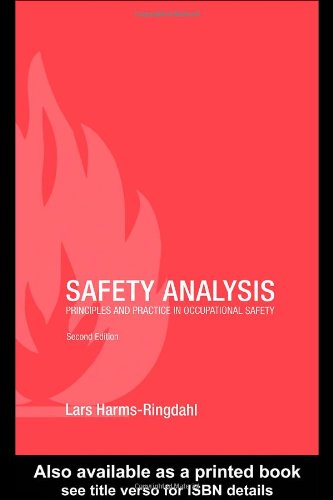 SAFETY ANALYSIS
PRINCIPLES AND PRACTICE IN OCCUPATIONAL SAFETY
Second Edition
Lars Harms-Ringdahl
Also available as a printed book
see title verso for ISBN details